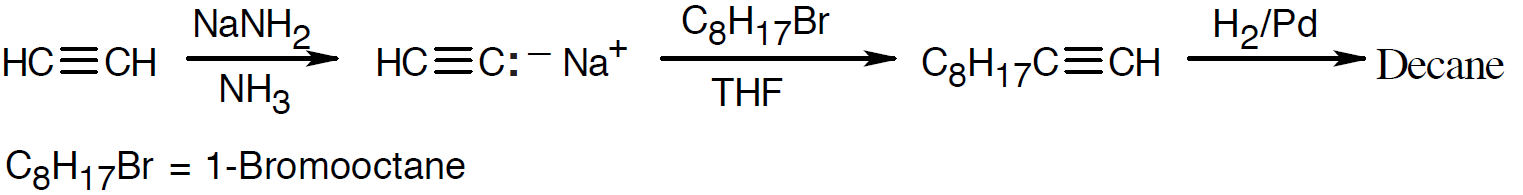 NaNH₂ C₈H₁₇Br H₂/Pd
HC≡CH HC≡C:⁻ Na⁺ C₈H₁₇C≡CH Decane
NH₃ THF
C₈H₁₇Br = 1-Bromooctane